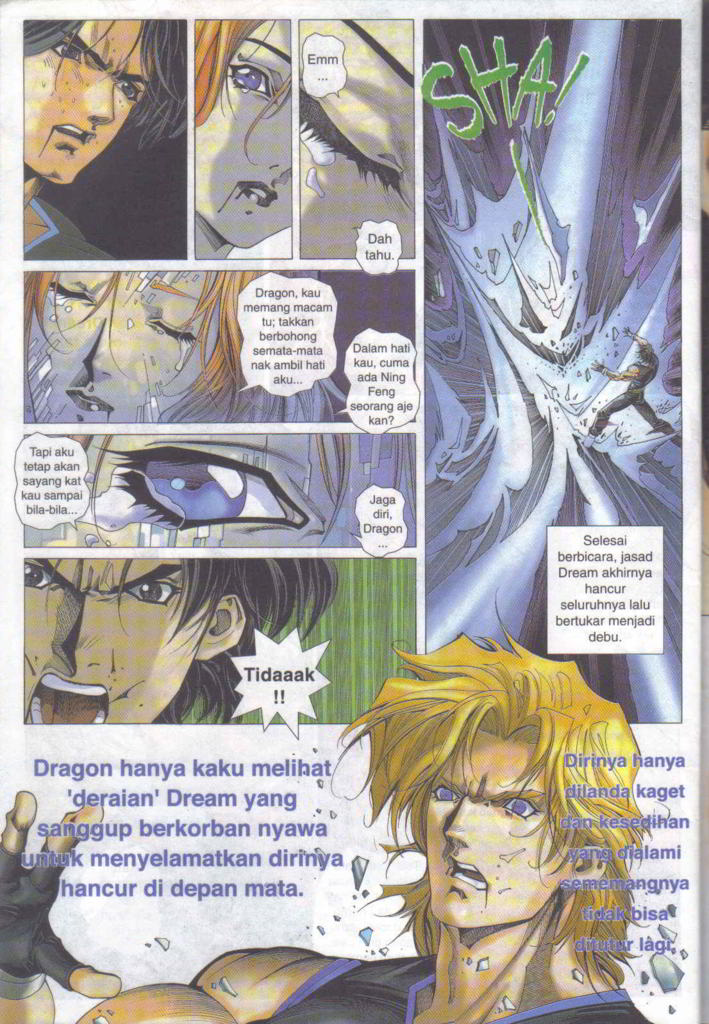 Emm
...
Dah
tahu.
SHA!
Dragon, kau
memang macam
tu; takkan
berbohong
semata-mata
nak ambil hati
aku...
Dalam hati
kau, cuma
ada Ning
Feng
seorang aje
kan?
Tapi aku
tetap akan
sayang kat
kau sampai
bila-bila...
Jaga
diri,
Dragon
...
Selesai
berbicara, jasad
Dream akhirnya
hancur
seluruhnya lalu
bertukar menjadi
debu.
Tidaaak
!!
Dragon hanya kaku melihat
'deraian' Dream yang
sanggup berkorban nyawa
untuk menyelamatkan dirinya
hancur di depan mata.
Dirinya hanya
dilanda kaget
dan kesedihan
yang dialami
sememangnya
tidak bisa
ditutur lagi.